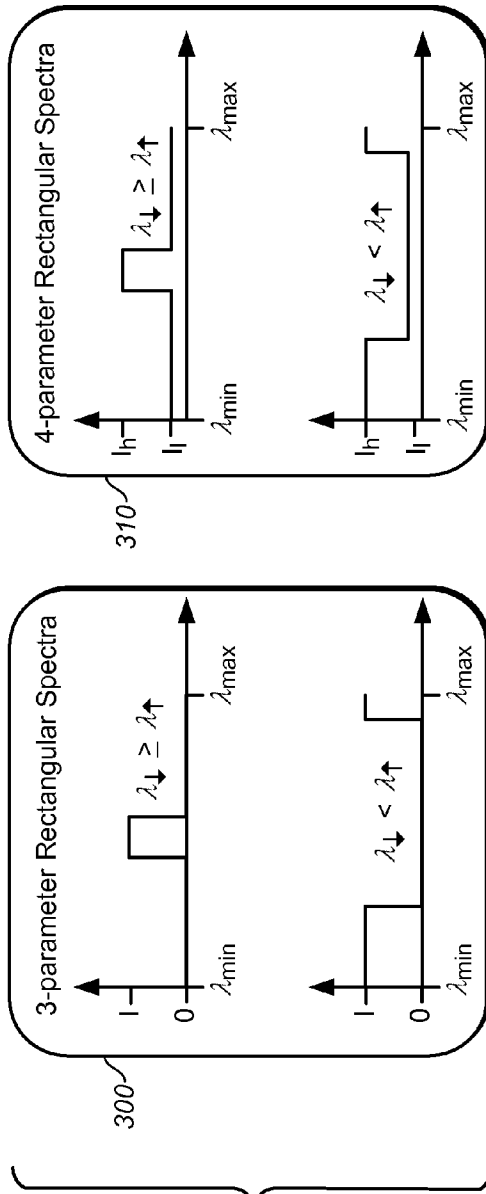 3-parameter Rectangular Spectra
I
0
λ↓ ≥ λ↑
λmin
λmax
I
0
λ↓ < λ↑
λmin
λmax
300
4-parameter Rectangular Spectra
Ih
Il
λ↓ ≥ λ↑
λmin
λmax
Ih
Il
λ↓ < λ↑
λmin
λmax
310